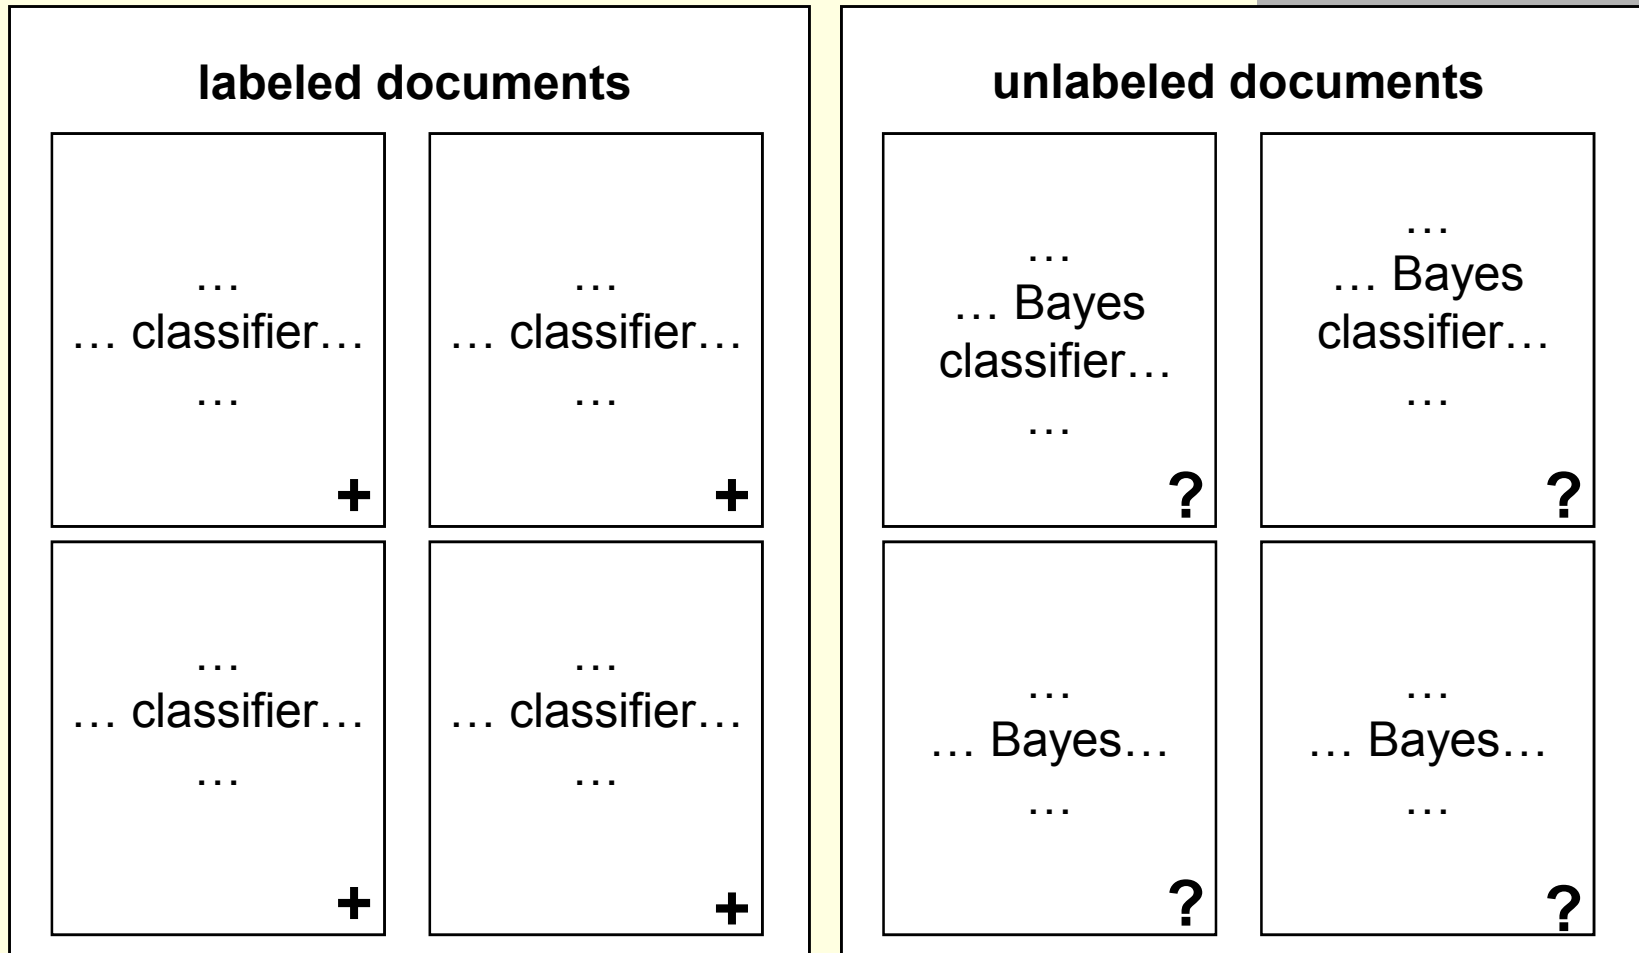 labeled documents
…
… classifier…
…
+
…
… classifier…
…
+
…
… classifier…
…
+
…
… classifier…
…
+
unlabeled documents
…
… Bayes
classifier…
…
?
…
… Bayes
classifier…
…
?
…
… Bayes…
…
?
…
… Bayes…
…
?